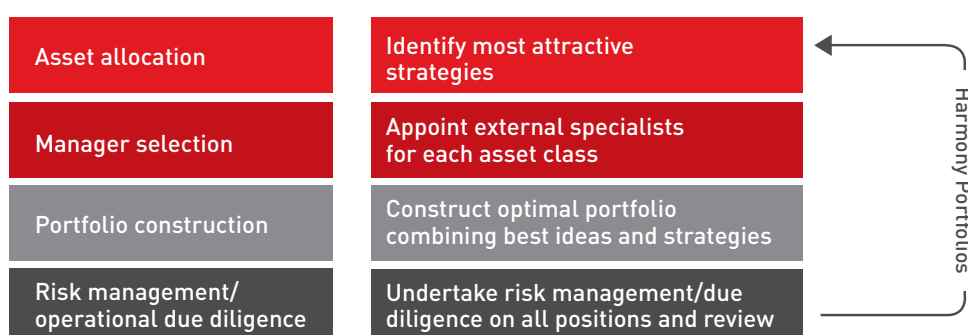 Asset allocation
Identify most attractive
strategies
Manager selection
Appoint external specialists
for each asset class
Portfolio construction
Construct optimal portfolio
combining best ideas and strategies
Risk management/
operational due diligence
Undertake risk management/due
diligence on all positions and review
Harmony Portfolios